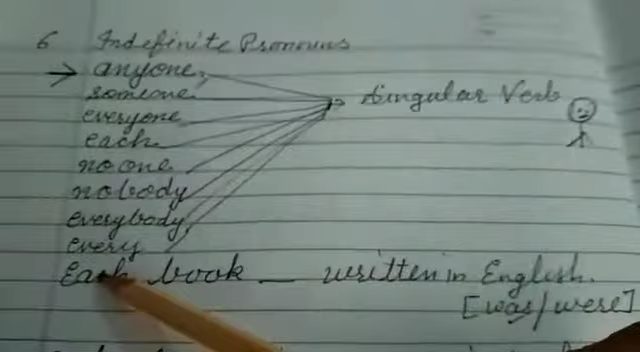 6 Indefinite Pronouns
→ anyone,
someone, Singular Verb
everyone
each
no one
nobody
everybody
every
Each book — written in English.
[was/were]